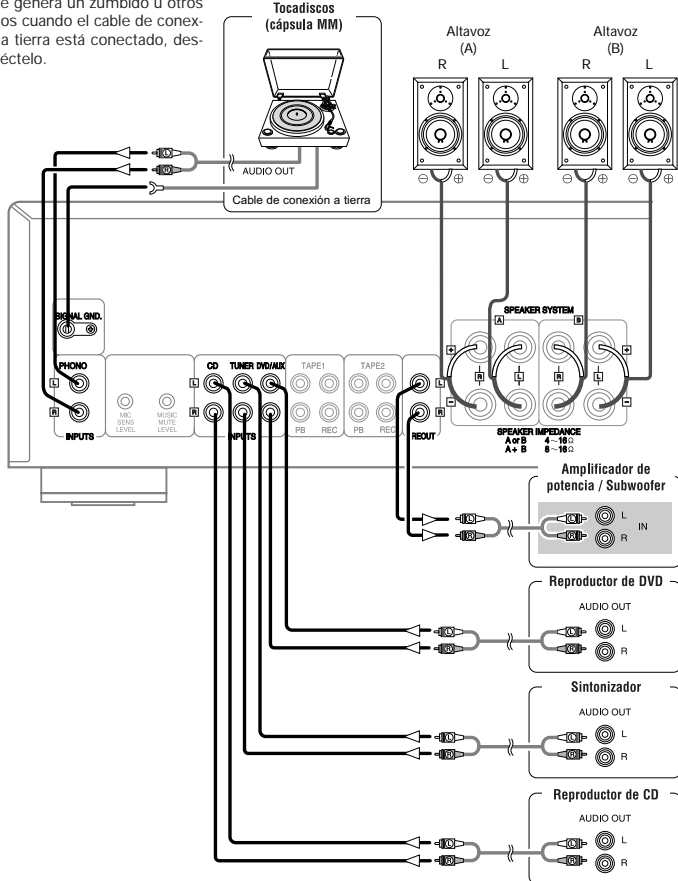 e genera un zumbido u otros
os cuando el cable de conex-
a tierra está conectado, des-
éctelo.
Tocadiscos
(cápsula MM)
AUDIO OUT
Cable de conexión a tierra
Altavoz
(A)
R L
Altavoz
(B)
R L
⊖ ⊕ ⊖ ⊕ ⊖ ⊕ ⊖ ⊕
L
R
SIGNAL GND.
PHONO
L
R
INPUTS
MIC
SENS
LEVEL
MUSIC
MUTE
LEVEL
CD TUNER DVD/AUX
L
R
INPUTS
TAPE1
PB REC
TAPE2
PB REC
L
R
REOUT
SPEAKER SYSTEM
A B
+ +
R L R L
- -
SPEAKER IMPEDANCE
A or B 4～16Ω
A + B 8～16Ω
Amplificador de
potencia / Subwoofer
L L L
IN
R R R
Reproductor de DVD
AUDIO OUT
L L L
R R R
Sintonizador
AUDIO OUT
L L L
R R R
Reproductor de CD
AUDIO OUT
L L L
R R R